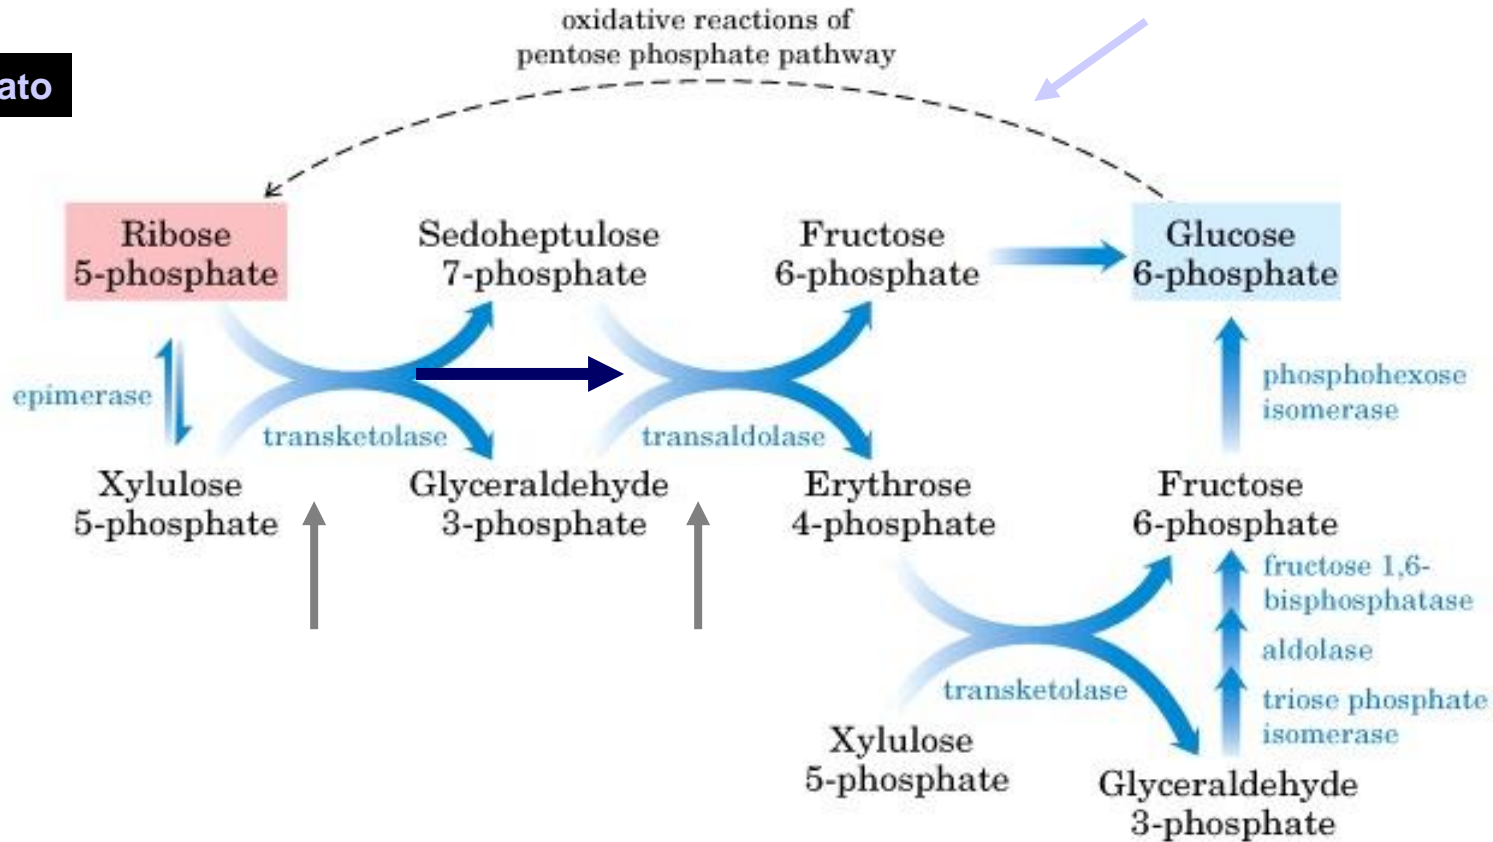 oxidative reactions of
pentose phosphate pathway
ato
Ribose
5-phosphate
Sedoheptulose
7-phosphate
Fructose
6-phosphate
Glucose
6-phosphate
epimerase
transketolase
transaldolase
phosphohexose
isomerase
Xylulose
5-phosphate
Glyceraldehyde
3-phosphate
Erythrose
4-phosphate
Fructose
6-phosphate
fructose 1,6-
bisphosphatase
aldolase
triose phosphate
isomerase
transketolase
Xylulose
5-phosphate
Glyceraldehyde
3-phosphate